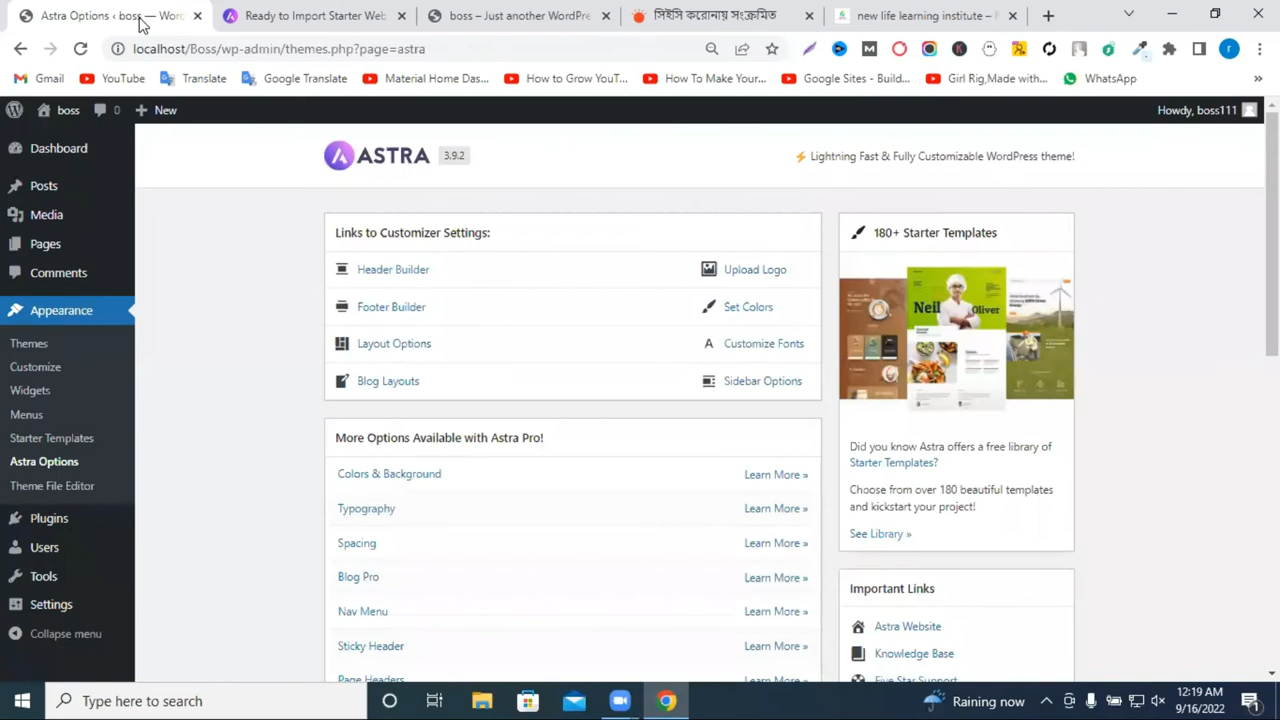 Astra Options ‹ boss — Word
Ready to Import Starter Web
boss – Just another WordPre
সিইসি করোনায় সংক্রমিত
new life learning institute –
localhost/Boss/wp-admin/themes.php?page=astra
r
Gmail
YouTube
Translate
Google Translate
Material Home Das...
How to Grow YouT...
How To Make Your...
Google Sites - Build...
Girl Rig,Made with...
WhatsApp
»
boss
0
New
Howdy, boss111
Dashboard
Posts
Media
Pages
Comments
Appearance
Themes
Customize
Widgets
Menus
Starter Templates
Astra Options
Theme File Editor
Plugins
Users
Tools
Settings
Collapse menu
ASTRA 3.9.2
⚡ Lightning Fast & Fully Customizable WordPress theme!
Links to Customizer Settings:
Header Builder
Upload Logo
Footer Builder
Set Colors
Layout Options
Customize Fonts
Blog Layouts
Sidebar Options
More Options Available with Astra Pro!
Colors & Background
Learn More »
Typography
Learn More »
Spacing
Learn More »
Blog Pro
Learn More »
Nav Menu
Learn More »
Sticky Header
Learn More »
Page Headers
Learn More »
180+ Starter Templates
Neil
Oliver
Did you know Astra offers a free library of
Starter Templates?
Choose from over 180 beautiful templates
and kickstart your project!
See Library »
Important Links
Astra Website
Knowledge Base
Five Star Support
Type here to search
Raining now
12:19 AM
9/16/2022
1